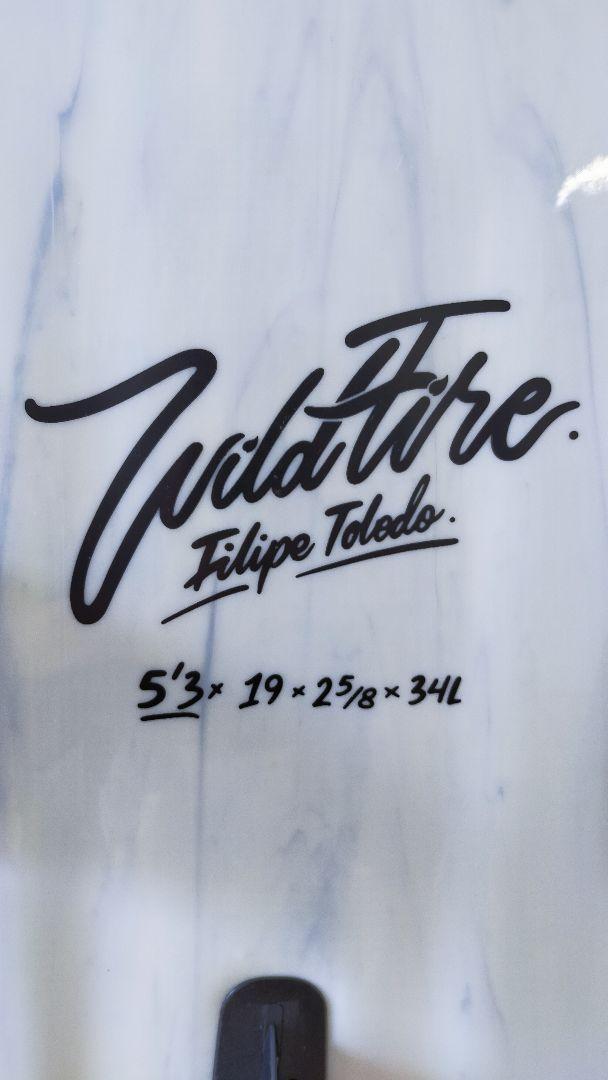 Wildfire.
Filipe Toledo.
5'3 x 19 x 2 5/8 x 34L